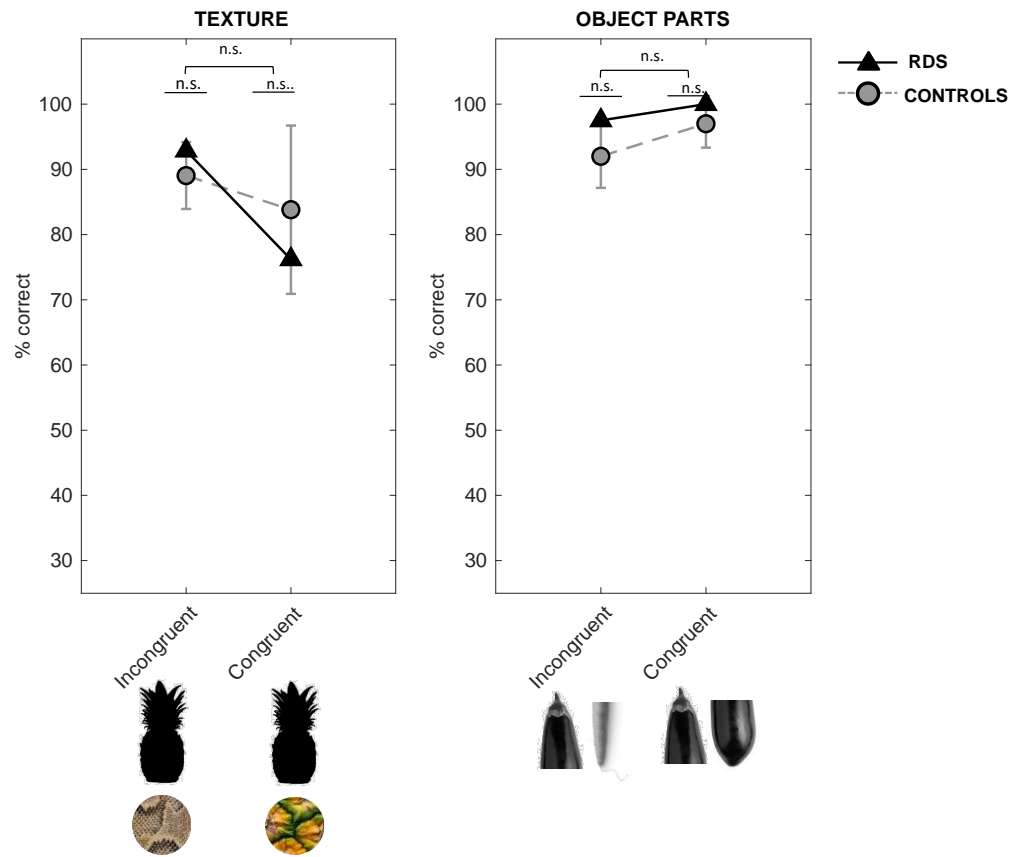 TEXTURE
n.s.
n.s.
n.s..
100
90
80
70
60
50
40
30
% correct
Incongruent
Congruent
OBJECT PARTS
n.s.
n.s.
n.s.
100
90
80
70
60
50
40
30
% correct
Incongruent
Congruent
RDS
CONTROLS